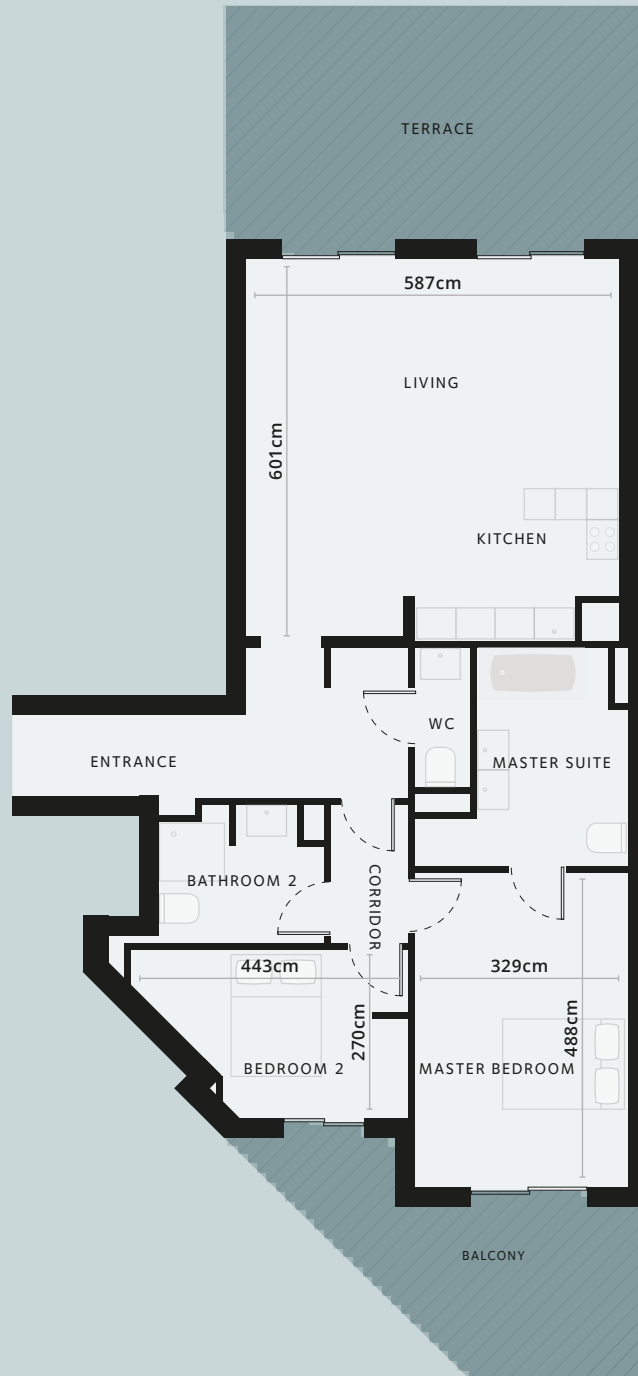 TERRACE
587cm
LIVING
601cm
KITCHEN
WC
ENTRANCE
MASTER SUITE
BATHROOM 2
CORRIDOR
443cm
329cm
270cm
488cm
BEDROOM 2
MASTER BEDROOM
BALCONY